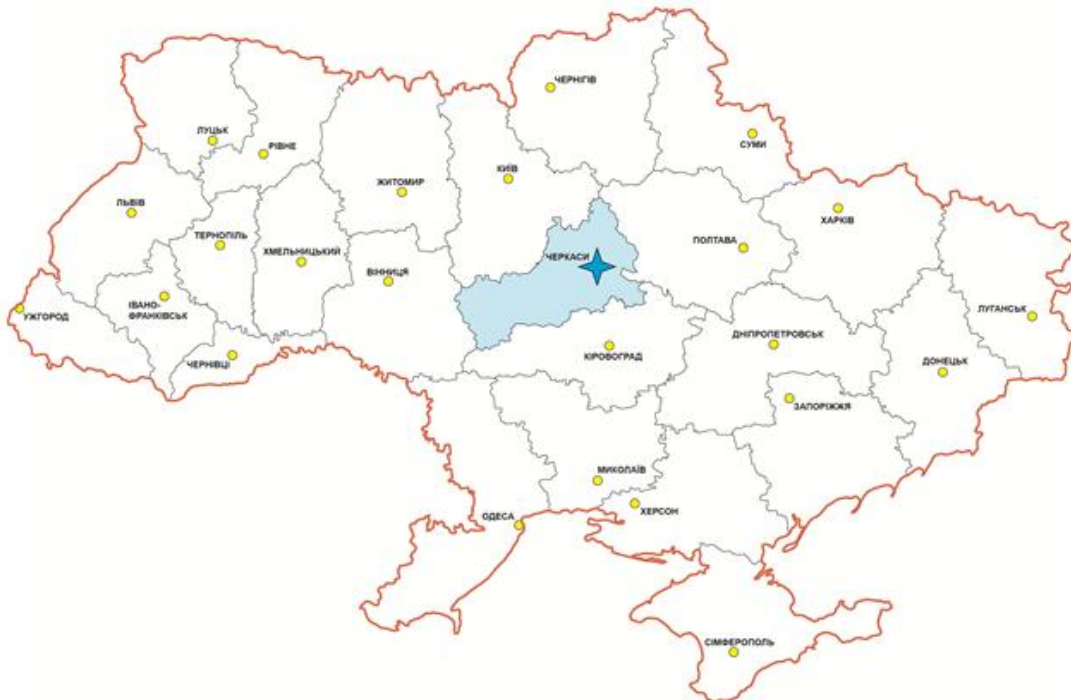 ЧЕРНІГІВ
ЛУЦЬК
РІВНЕ
СУМИ
КИЇВ
ЖИТОМИР
ЛЬВІВ
ХАРКІВ
ТЕРНОПІЛЬ
ХМЕЛЬНИЦЬКИЙ
ЧЕРКАСИ
ПОЛТАВА
ВІННИЦЯ
ІВАНО-
ФРАНКІВСЬК
УЖГОРОД
ЛУГАНСЬК
ДНІПРОПЕТРОВСЬК
ЧЕРНІВЦІ
КІРОВОГРАД
ДОНЕЦЬК
ЗАПОРІЖЖЯ
МИКОЛАЇВ
ХЕРСОН
ОДЕСА
СІМФЕРОПОЛЬ